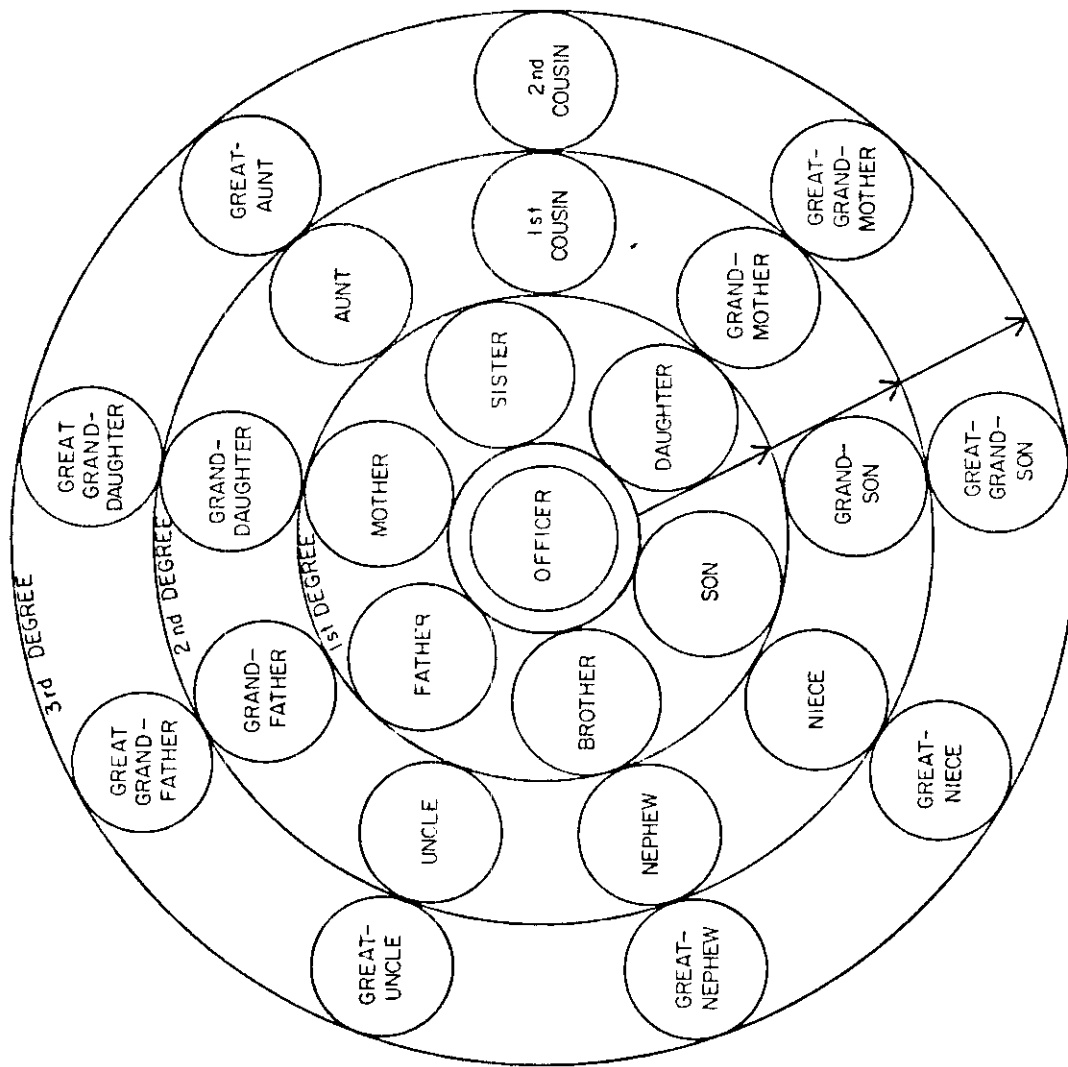 3rd DEGREE
2nd DEGREE
1st DEGREE
OFFICER
MOTHER
SISTER
DAUGHTER
SON
BROTHER
FATHER
GRAND-
DAUGHTER
AUNT
1st
COUSIN
GRAND-
MOTHER
GRAND-
SON
NIECE
NEPHEW
UNCLE
GRAND-
FATHER
GREAT
GRAND-
DAUGHTER
GREAT-
AUNT
2nd
COUSIN
GREAT-
GRAND-
MOTHER
GREAT-
GRAND-
SON
GREAT-
NIECE
GREAT-
NEPHEW
GREAT-
UNCLE
GREAT
GRAND-
FATHER